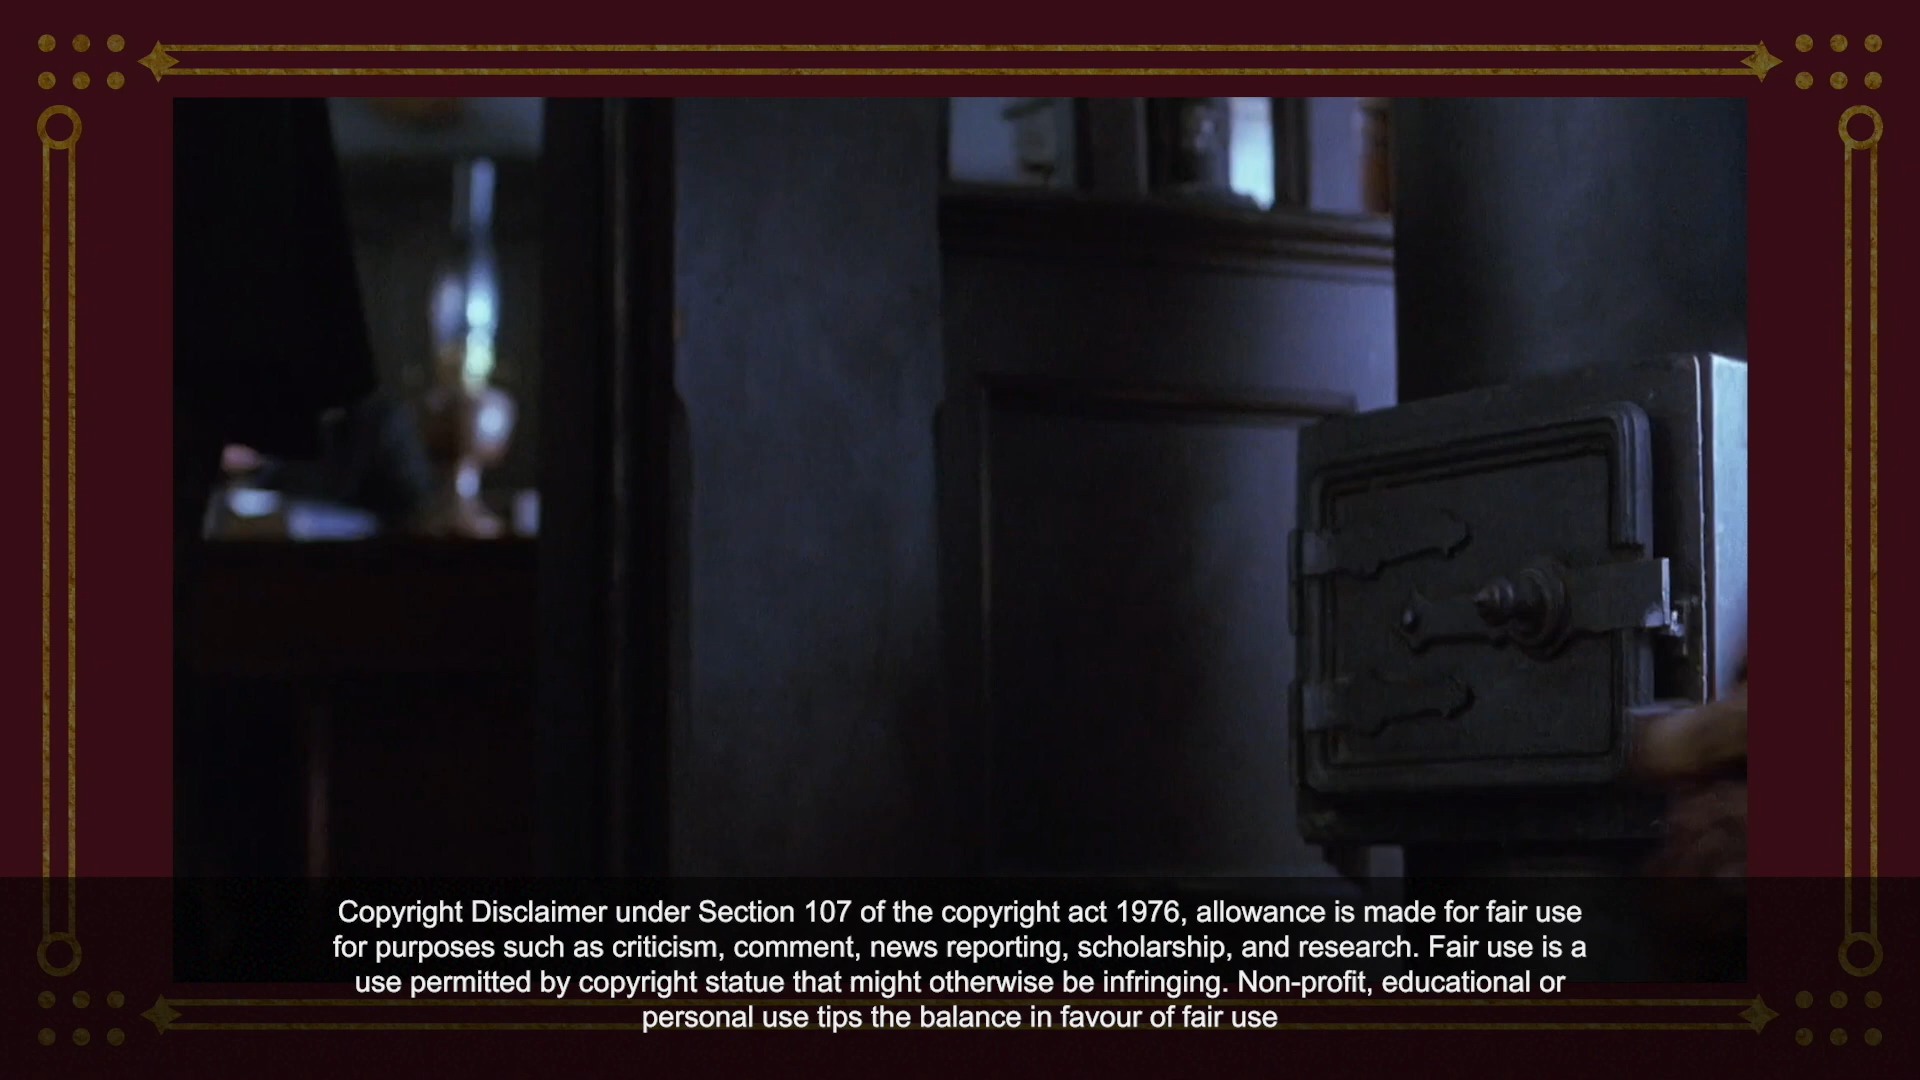 Copyright Disclaimer under Section 107 of the copyright act 1976, allowance is made for fair use
for purposes such as criticism, comment, news reporting, scholarship, and research. Fair use is a
use permitted by copyright statue that might otherwise be infringing. Non-profit, educational or
personal use tips the balance in favour of fair use